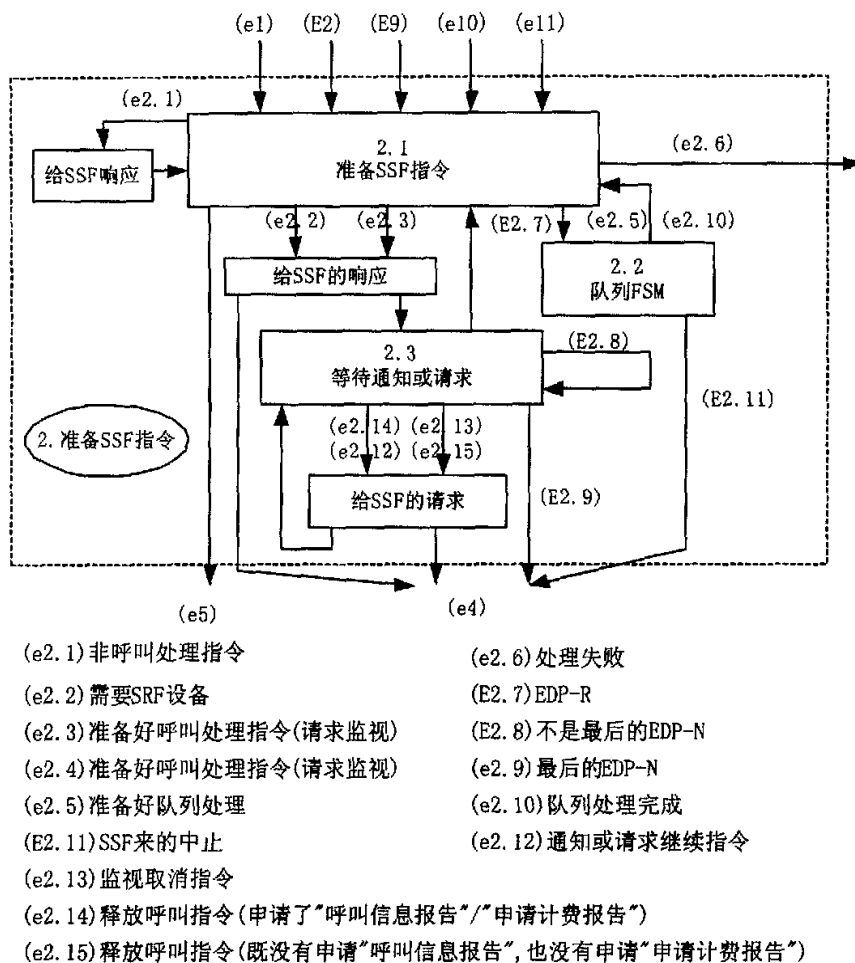 (e1) (E2) (E9) (e10) (e11)
(e2.1)
2.1
准备SSF指令
(e2.6)
给SSF响应
(e2.2) (e2.3) (E2.7) (e2.5) (e2.10)
给SSF的响应
2.2
队列FSM
2.3
等待通知或请求
(E2.8)
(E2.11)
2.准备SSF指令
(e2.14) (e2.13)
(e2.12) (e2.15)
给SSF的请求
(E2.9)
(e5) (e4)
(e2.1)非呼叫处理指令
(e2.6)处理失败
(e2.2)需要SRF设备
(E2.7)EDP-R
(e2.3)准备好呼叫处理指令(请求监视)
(E2.8)不是最后的EDP-N
(e2.4)准备好呼叫处理指令(请求监视)
(e2.9)最后的EDP-N
(e2.5)准备好队列处理
(e2.10)队列处理完成
(E2.11)SSF来的中止
(e2.12)通知或请求继续指令
(e2.13)监视取消指令
(e2.14)释放呼叫指令(申请了"呼叫信息报告"/"申请计费报告")
(e2.15)释放呼叫指令(既没有申请"呼叫信息报告",也没有申请"申请计费报告")